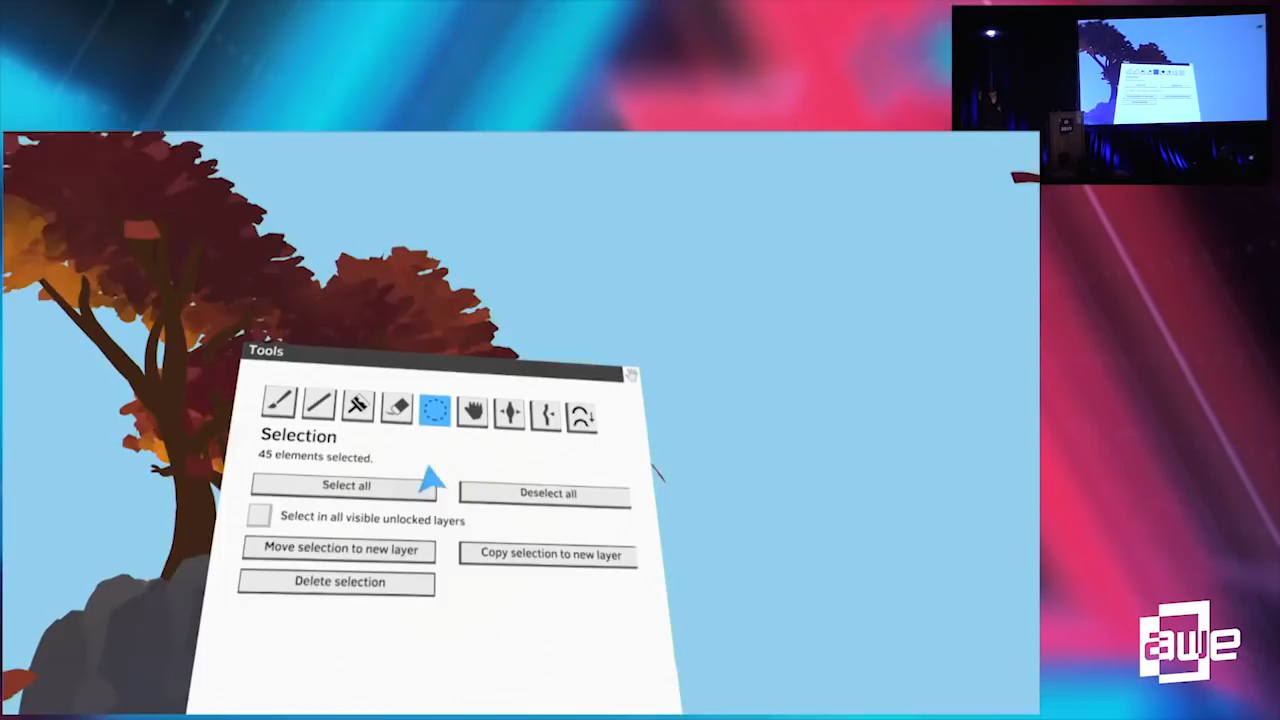 Tools
Selection
45 elements selected.
Select all
Deselect all
Select in all visible unlocked layers
Move selection to new layer
Copy selection to new layer
Delete selection
awe